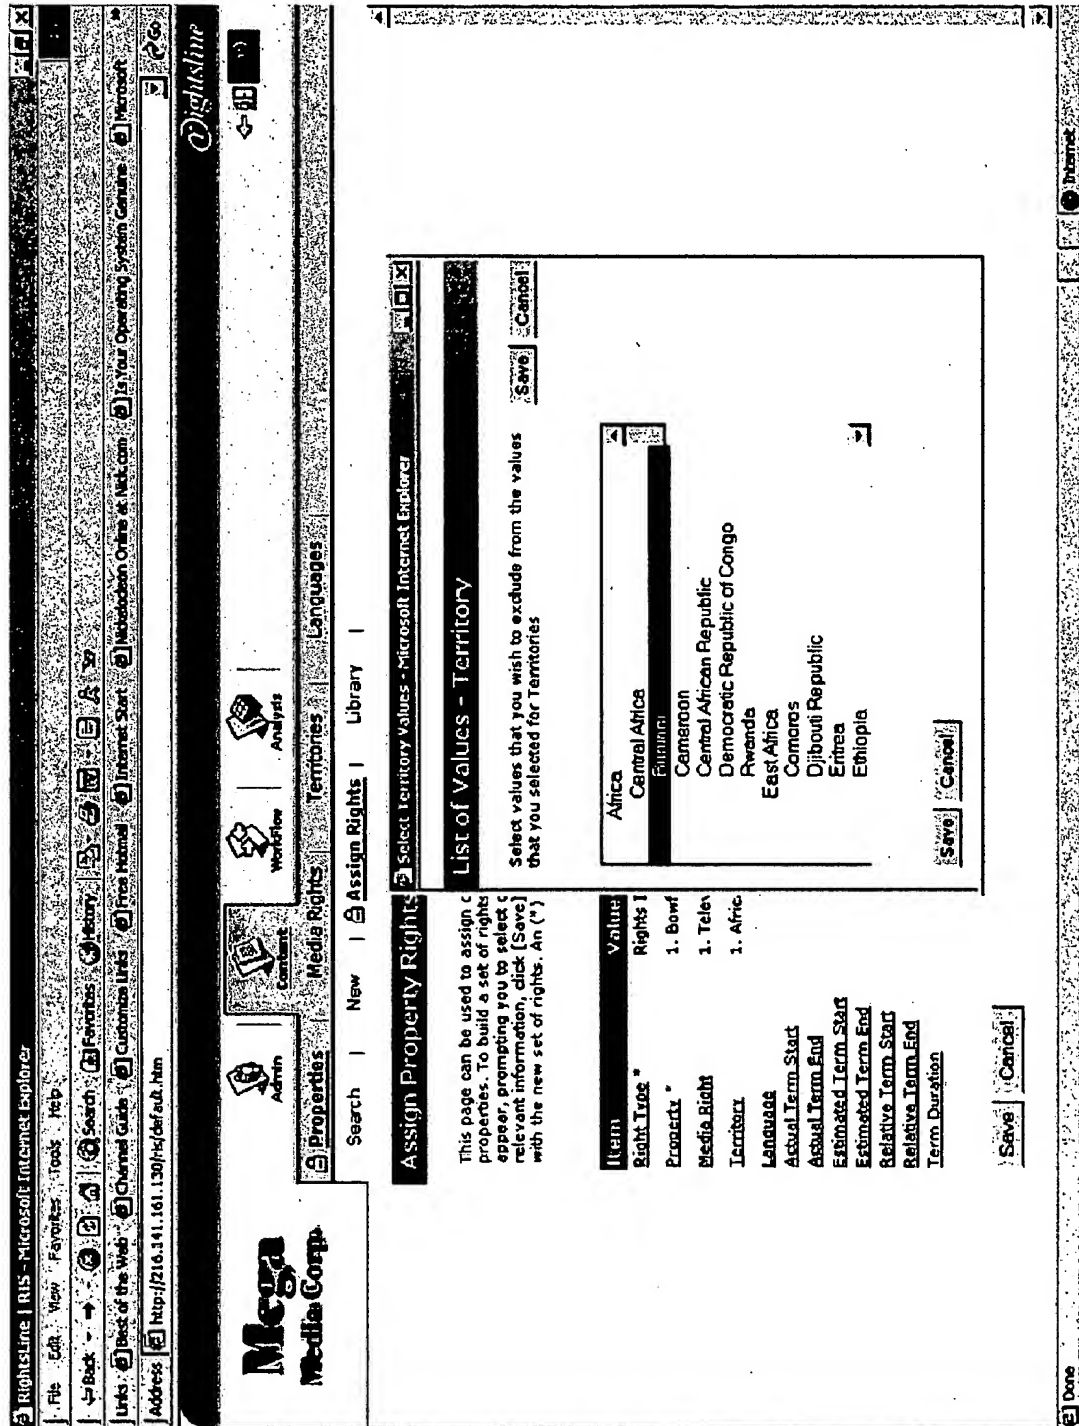 RightsLine | RIS - Microsoft Internet Explorer
File Edit View Favorites Tools Help
Back Search Favorites History
Links Best of the Web Channel Guide Customize Links Free Hotmail Internet Start Nickelodeon Online at Nick.com Is Your Operating System Genuine Microsoft
Address http://216.141.161.130/ris/default.htm Go
Mega
Media Corp.
rightsline
Admin Content Workflow Analysis
Properties Media Rights Territories Languages
Search | New | Assign Rights | Library |
Assign Property Rights
This page can be used to assign c
properties. To build a set of rights
appear, prompting you to select c
relevant information, click [Save]
with the new set of rights. An (*)
Item Value
Right Type * Rights I
Property * 1. Bowf
Media Right 1. Telev
Territory 1. Afric
Language
Actual Term Start
Actual Term End
Estimated Term Start
Estimated Term End
Relative Term Start
Relative Term End
Term Duration
Save Cancel
Select Territory Values - Microsoft Internet Explorer
List of Values - Territory
Select values that you wish to exclude from the values
that you selected for Territories
Save Cancel
Africa
Central Africa
Cameroon
Central African Republic
Democratic Republic of Congo
Rwanda
East Africa
Comoros
Djibouti Republic
Eritrea
Ethiopia
Save Cancel
Done Internet